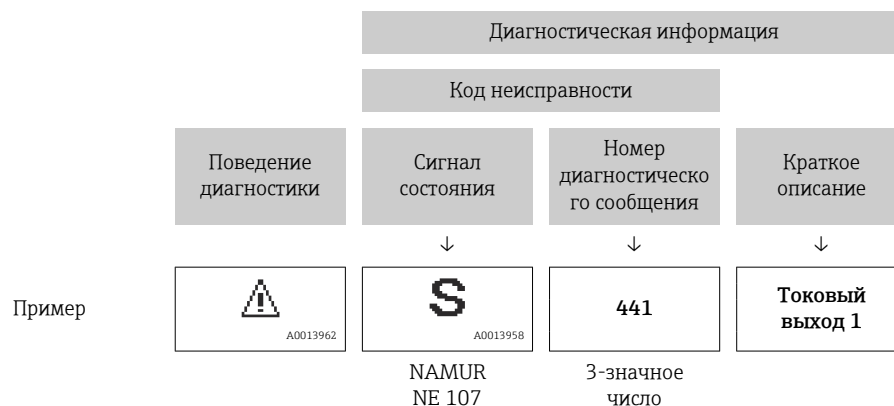 Диагностическая информация
Код неисправности
Поведение
диагностики
Сигнал
состояния
Номер
диагностическо
го сообщения
Краткое
описание
↓ ↓ ↓
Пример
A0013962
S
A0013958
441
Токовый
выход 1
NAMUR
NE 107
3-значное
число